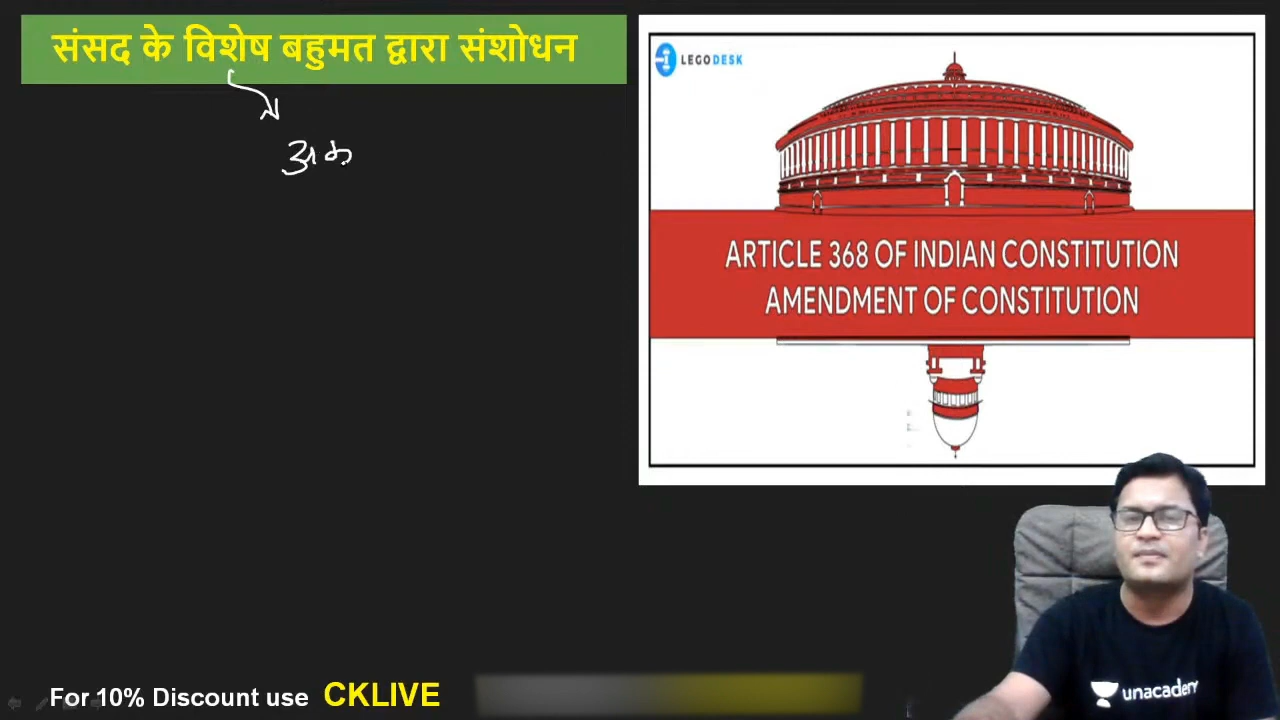 संसद के विशेष बहुमत द्वारा संशोधन
LEGODESK
ARTICLE 368 OF INDIAN CONSTITUTION
AMENDMENT OF CONSTITUTION
unacademy
For 10% Discount use CKLIVE